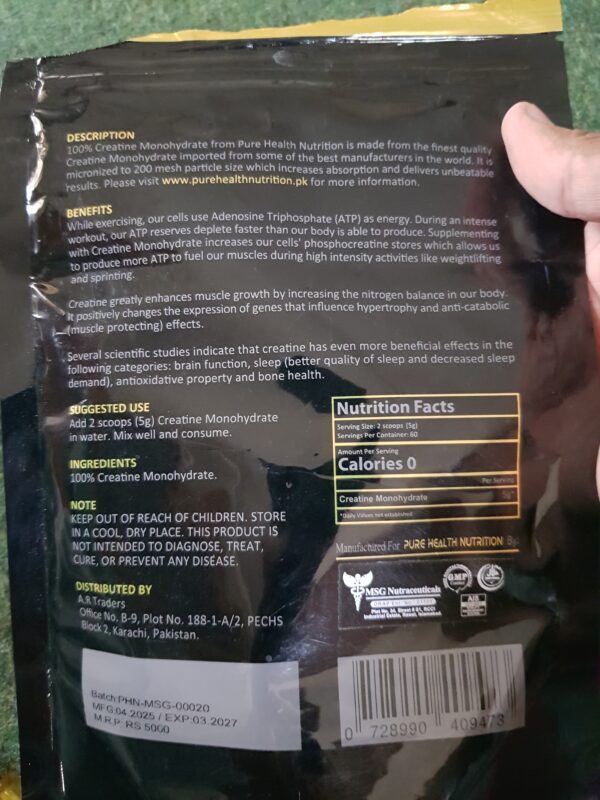 DESCRIPTION
100% Creatine Monohydrate from Pure Health Nutrition is made from the finest quality
Creatine Monohydrate imported from some of the best manufacturers in the world. It is
micronized to 200 mesh particle size which increases absorption and delivers unbeatable
results. Please visit www.purehealthnutrition.pk for more information.
BENEFITS
While exercising, our cells use Adenosine Triphosphate (ATP) as energy. During an intense
workout, our ATP reserves deplete faster than our body is able to produce. Supplementing
with Creatine Monohydrate increases our cells' phosphocreatine stores which allows us
to produce more ATP to fuel our muscles during high intensity activities like weightlifting
and sprinting.
Creatine greatly enhances muscle growth by increasing the nitrogen balance in our body.
It positively changes the expression of genes that influence hypertrophy and anti-catabolic
(muscle protecting) effects.
Several scientific studies indicate that creatine has even more beneficial effects in the
following categories: brain function, sleep (better quality of sleep and decreased sleep
demand), antioxidative property and bone health.
SUGGESTED USE
Add 2 scoops (5g) Creatine Monohydrate
in water. Mix well and consume.
INGREDIENTS
100% Creatine Monohydrate.
NOTE
KEEP OUT OF REACH OF CHILDREN. STORE
IN A COOL, DRY PLACE. THIS PRODUCT IS
NOT INTENDED TO DIAGNOSE, TREAT,
CURE, OR PREVENT ANY DISEASE.
DISTRIBUTED BY
A.R Traders
Office No. B-9, Plot No. 188-1-A/2, PECHS
Block 2, Karachi, Pakistan.
Nutrition Facts
Serving Size: 2 scoops (5g)
Servings Per Container: 60
Amount Per Serving
Calories 0
Per Serving
Creatine Monohydrate 5g*
*Daily Values not established
Manufactured For PURE HEALTH NUTRITION By:
MSG Nutraceuticals
GMP
Plot No. 24, Street # S1, RCCI
Industrial Estate, Rawat, Islamabad.
Batch:PHN-MSG-00020
MFG:04.2025 / EXP:03.2027
M.R.P: RS 5000
0 728990 409473